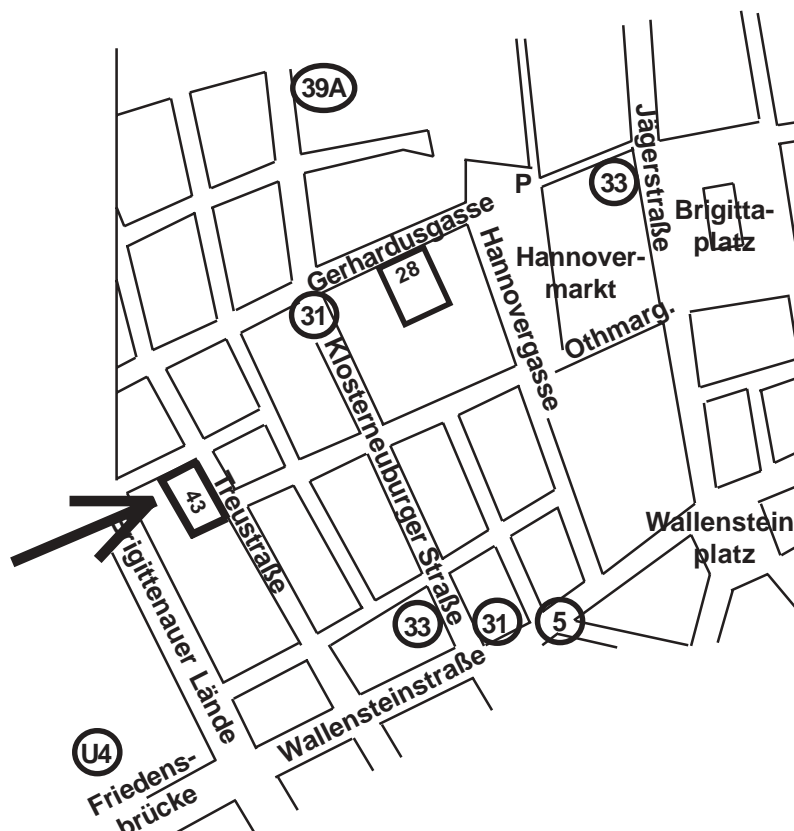 39A
Jägerstraße
P
33
Brigitta-
platz
Gerhardusgasse
28
Hannovergasse
Hannover-
markt
31
Othmarg.
Klosterneuburger Straße
43
Treustraße
Wallenstein
platz
Brigittenauer Lände
33
31
5
Wallensteinstraße
U4
Friedens-
brücke